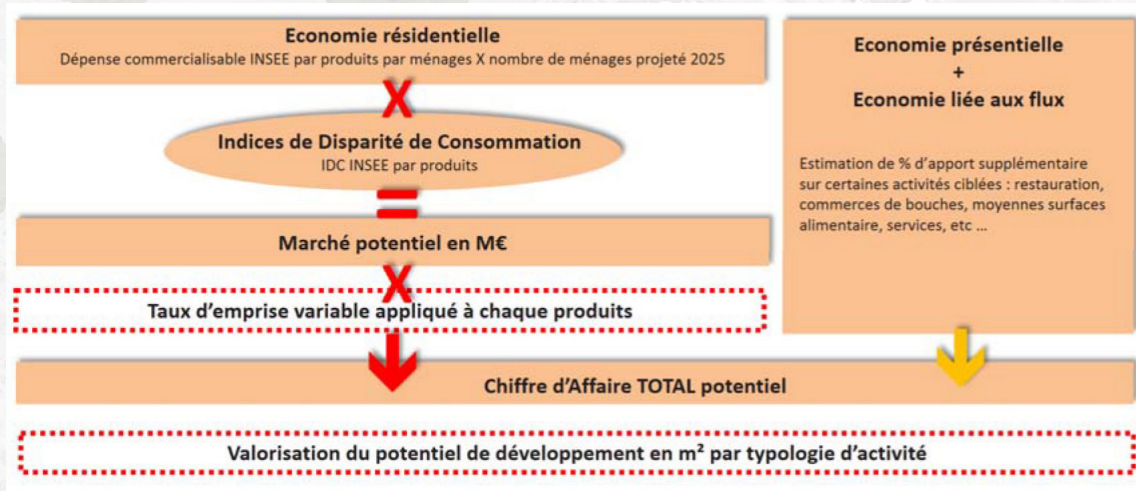 Economie résidentielle
Dépense commercialisable INSEE par produits par ménages X nombre de ménages projeté 2025
X
Indices de Disparité de Consommation
IDC INSEE par produits
=
Marché potentiel en M€
X
Taux d'emprise variable appliqué à chaque produits
Economie présentielle
+
Economie liée aux flux
Estimation de % d'apport supplémentaire
sur certaines activités ciblées : restauration,
commerces de bouches, moyennes surfaces
alimentaire, services, etc ...
Chiffre d'Affaire TOTAL potentiel
Valorisation du potentiel de développement en m² par typologie d'activité